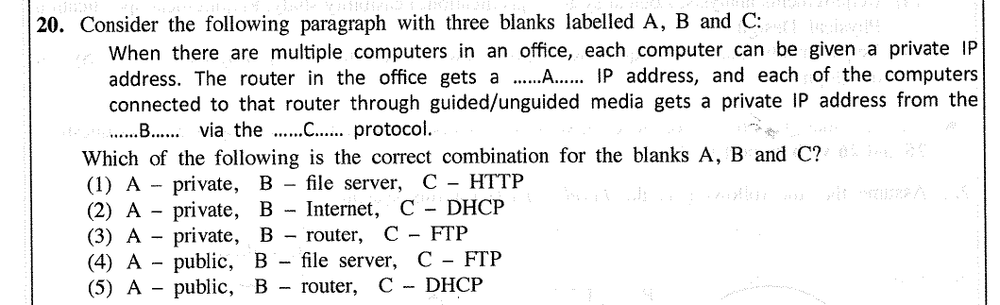 20. Consider the following paragraph with three blanks labelled A, B and C:
When there are multiple computers in an office, each computer can be given a private IP
address. The router in the office gets a ......A...... IP address, and each of the computers
connected to that router through guided/unguided media gets a private IP address from the
......B...... via the ......C...... protocol.
Which of the following is the correct combination for the blanks A, B and C?
(1) A – private, B – file server, C – HTTP
(2) A – private, B – Internet, C – DHCP
(3) A – private, B – router, C – FTP
(4) A – public, B – file server, C – FTP
(5) A – public, B – router, C – DHCP